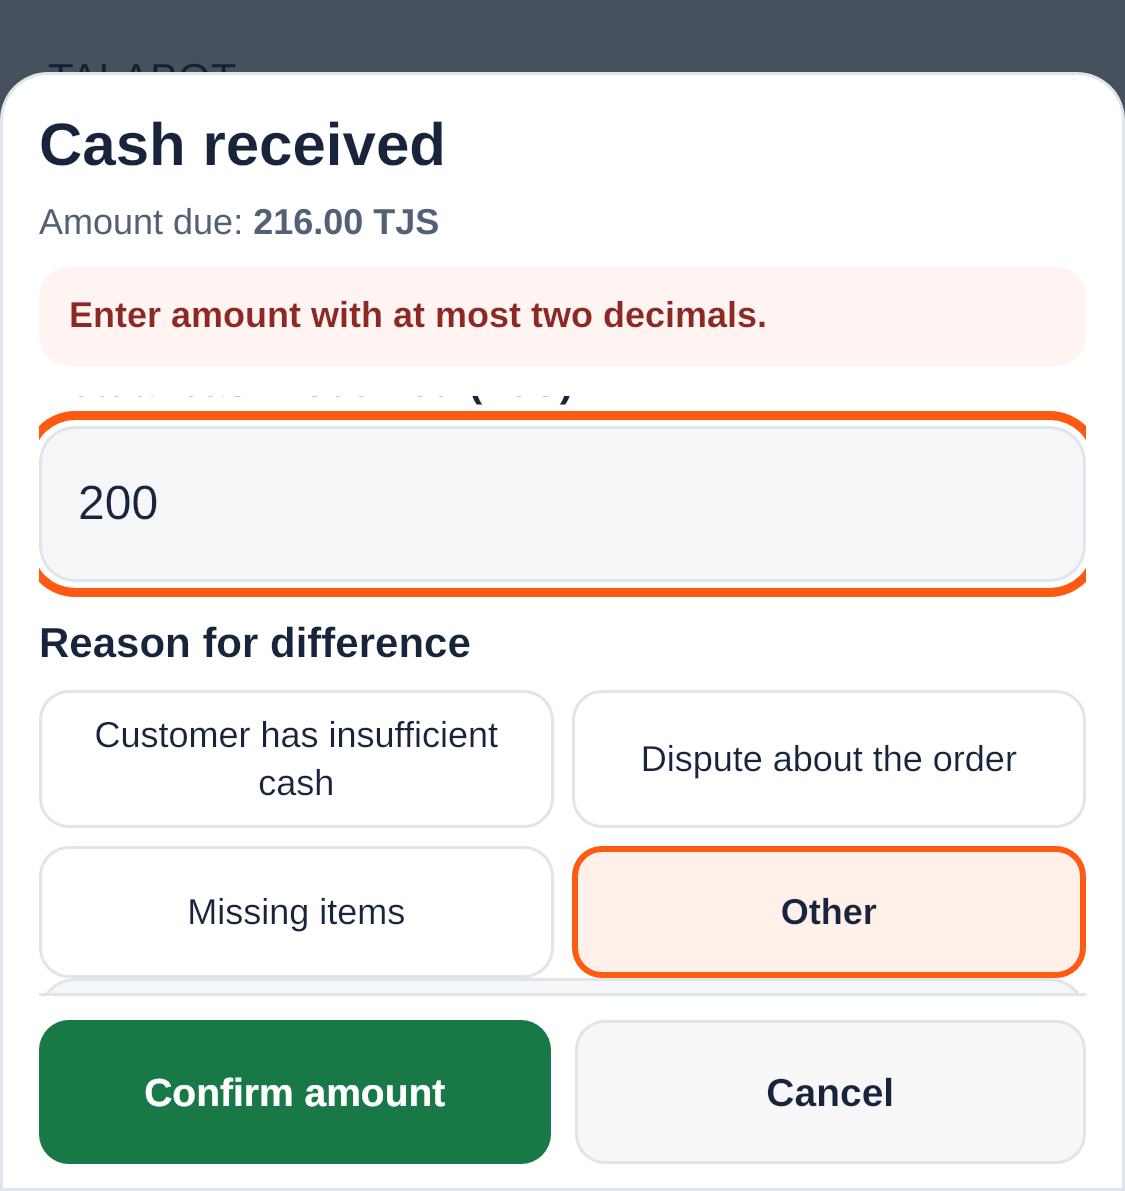 Cash received
Amount due: 216.00 TJS
Enter amount with at most two decimals.
200
Reason for difference
Customer has insufficient
cash
Dispute about the order
Missing items
Other
Confirm amount
Cancel